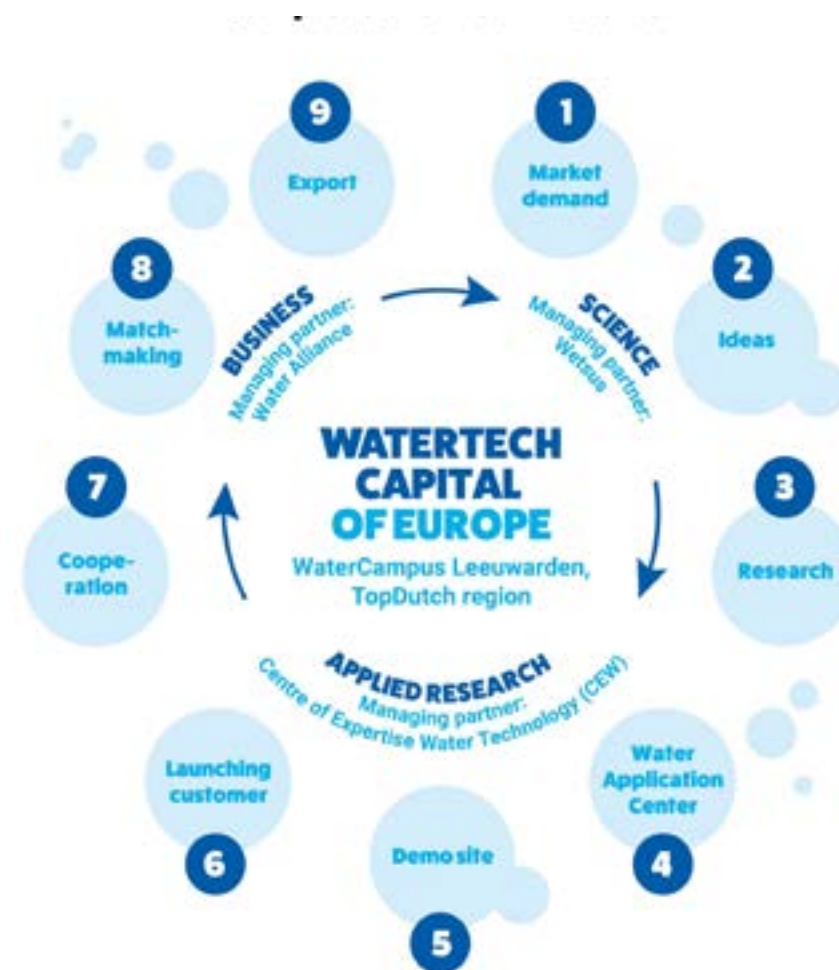 9
Export
1
Market
demand
8
Match-
making
2
Ideas
BUSINESS
Managing partner:
Water Alliance
SCIENCE
Managing partner:
Wetsus
WATERTECH
CAPITAL
OF EUROPE
WaterCampus Leeuwarden,
TopDutch region
7
Coope-
ration
3
Research
APPLIED RESEARCH
Managing partner:
Centre of Expertise Water Technology (CEW)
Launching
customer
6
Demo site
5
Water
Application
Center
4